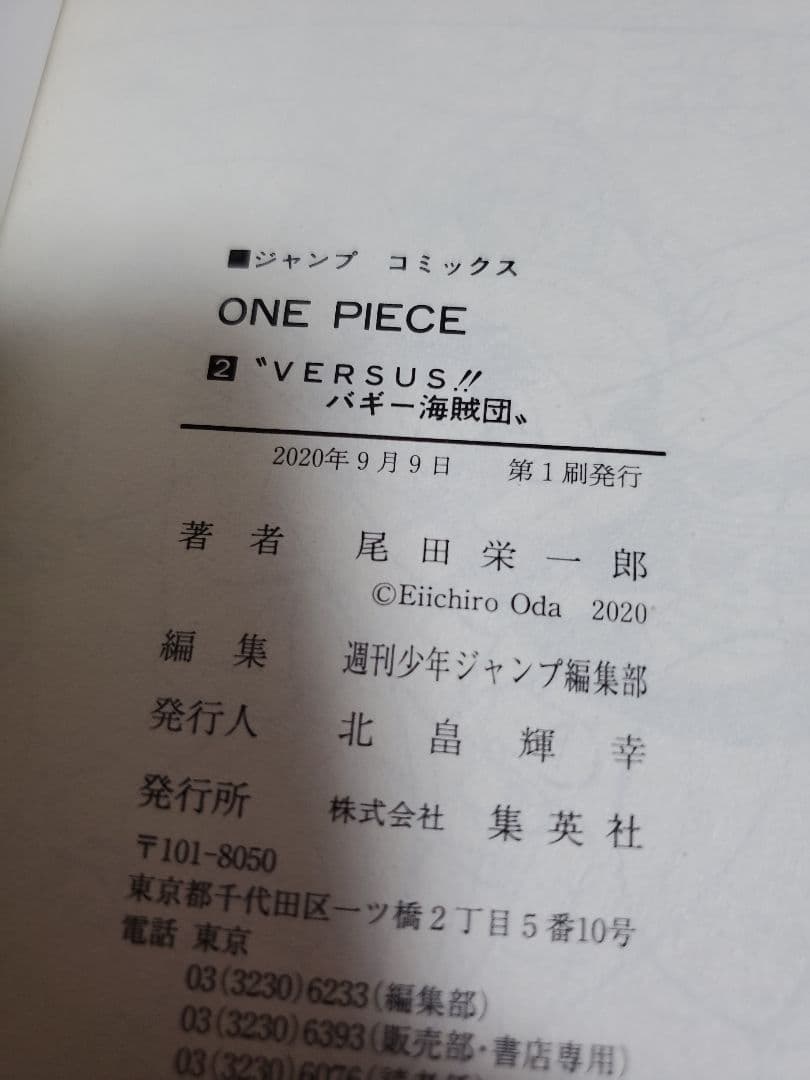 ■ジャンプ コミックス
ONE PIECE
2 〝VERSUS!!
バギー海賊団〟
2020年9月9日 第1刷発行
著者 尾田栄一郎
©Eiichiro Oda 2020
編集 週刊少年ジャンプ編集部
発行人 北畠輝幸
発行所 株式会社 集英社
〒101-8050
東京都千代田区一ツ橋2丁目5番10号
電話 東京
03(3230)6233(編集部)
03(3230)6393(販売部・書店専用)
03(3230)6076